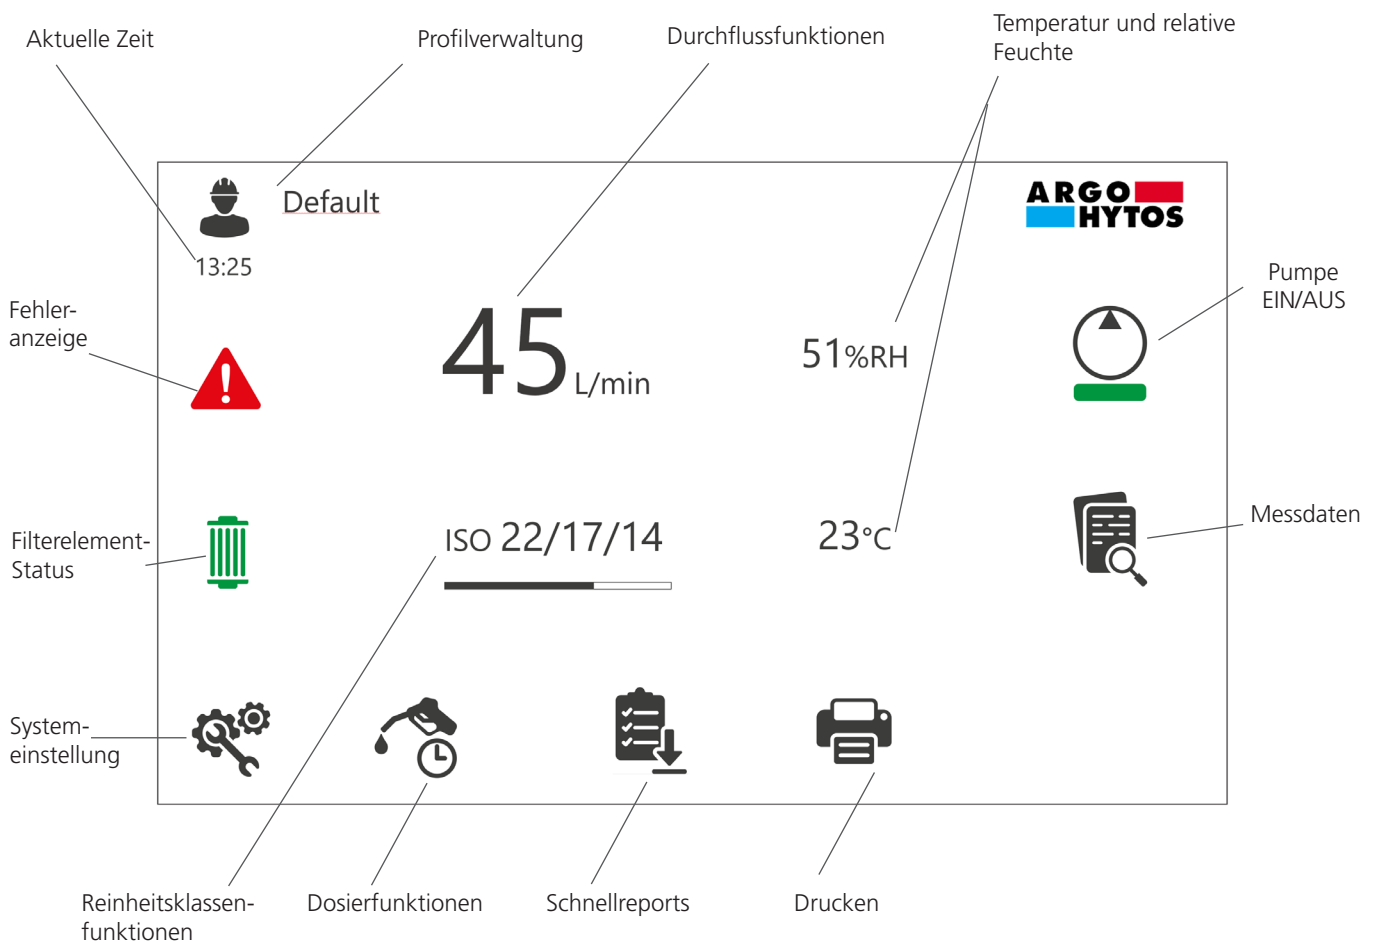 Aktuelle Zeit
Profilverwaltung
Durchflussfunktionen
Temperatur und relative
Feuchte
Default
ARGO
HYTOS
13:25
Pumpe
EIN/AUS
Fehler-
anzeige
45 L/min
51%RH
Filterelement-
Status
ISO 22/17/14
23°C
Messdaten
System-
einstellung
Reinheitsklassen-
funktionen
Dosierfunktionen
Schnellreports
Drucken